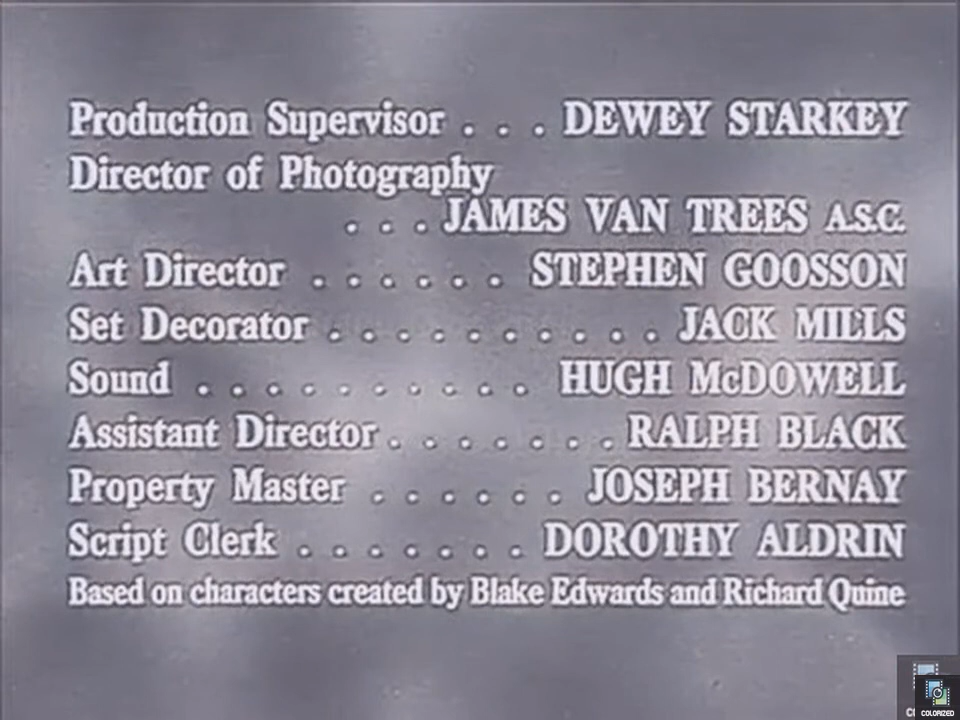 Production Supervisor . . . DEWEY STARKEY
Director of Photography
. . . JAMES VAN TREES A.S.C.
Art Director . . . . . . STEPHEN GOOSSON
Set Decorator . . . . . . . . . . JACK MILLS
Sound . . . . . . . . . . HUGH McDOWELL
Assistant Director . . . . . . . RALPH BLACK
Property Master . . . . . . JOSEPH BERNAY
Script Clerk . . . . . . . DOROTHY ALDRIN
Based on characters created by Blake Edwards and Richard Quine
COLORIZED